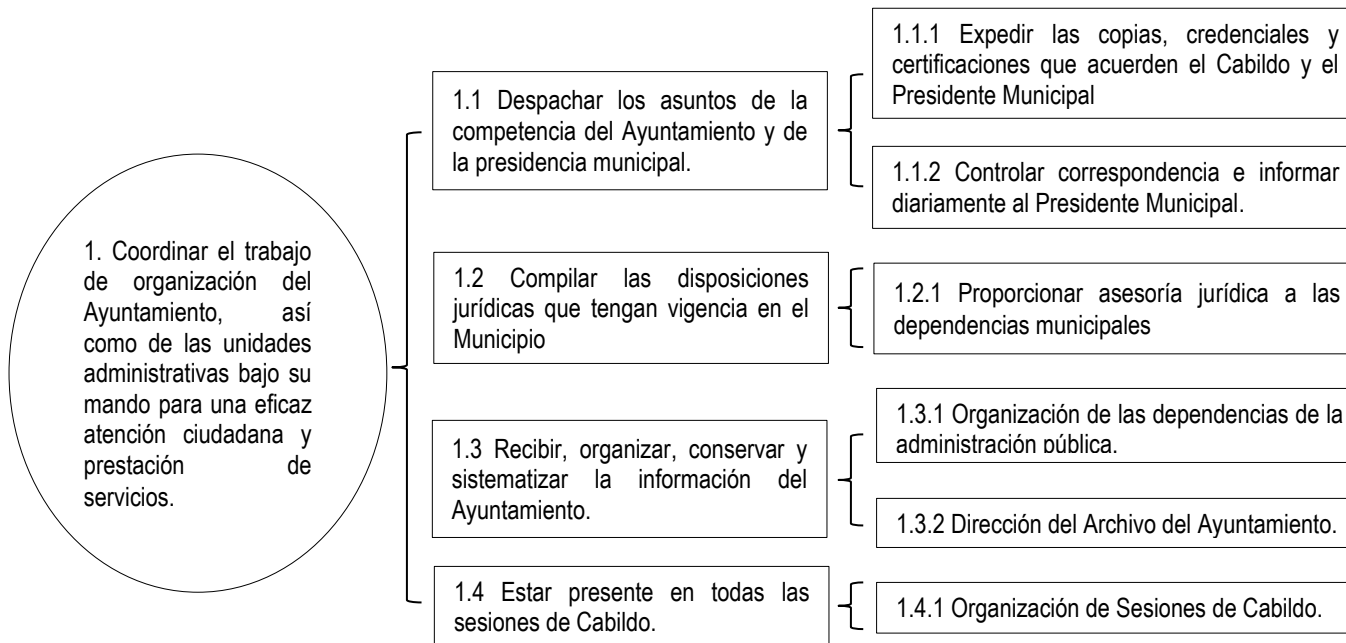 1. Coordinar el trabajo
de organización del
Ayuntamiento, así
como de las unidades
administrativas bajo su
mando para una eficaz
atención ciudadana y
prestación de
servicios.
1.1 Despachar los asuntos de la
competencia del Ayuntamiento y de
la presidencia municipal.
1.1.1 Expedir las copias, credenciales y
certificaciones que acuerden el Cabildo y el
Presidente Municipal
1.1.2 Controlar correspondencia e informar
diariamente al Presidente Municipal.
1.2 Compilar las disposiciones
jurídicas que tengan vigencia en el
Municipio
1.2.1 Proporcionar asesoría jurídica a las
dependencias municipales
1.3 Recibir, organizar, conservar y
sistematizar la información del
Ayuntamiento.
1.3.1 Organización de las dependencias de la
administración pública.
1.3.2 Dirección del Archivo del Ayuntamiento.
1.4 Estar presente en todas las
sesiones de Cabildo.
1.4.1 Organización de Sesiones de Cabildo.